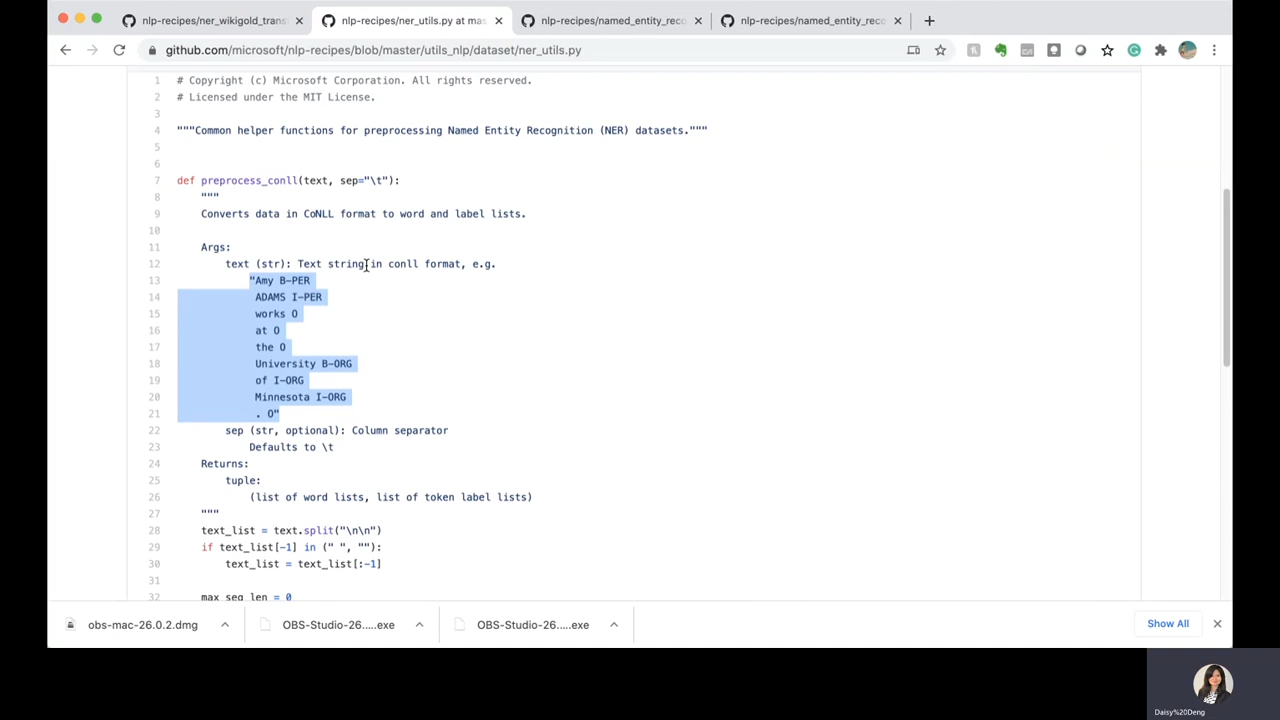 nlp-recipes/ner_wikigold_trans
nlp-recipes/ner_utils.py at mas
nlp-recipes/named_entity_reco
nlp-recipes/named_entity_reco
github.com/microsoft/nlp-recipes/blob/master/utils_nlp/dataset/ner_utils.py
1 # Copyright (c) Microsoft Corporation. All rights reserved.
2 # Licensed under the MIT License.
3
4 """Common helper functions for preprocessing Named Entity Recognition (NER) datasets."""
5
6
7 def preprocess_conll(text, sep="\t"):
8 """
9 Converts data in CoNLL format to word and label lists.
10
11 Args:
12 text (str): Text string in conll format, e.g.
13 "Amy B-PER
14 ADAMS I-PER
15 works O
16 at O
17 the O
18 University B-ORG
19 of I-ORG
20 Minnesota I-ORG
21 . O"
22 sep (str, optional): Column separator
23 Defaults to \t
24 Returns:
25 tuple:
26 (list of word lists, list of token label lists)
27 """
28 text_list = text.split("\n\n")
29 if text_list[-1] in (" ", ""):
30 text_list = text_list[:-1]
31
32 max_seq_len = 0
obs-mac-26.0.2.dmg
OBS-Studio-26.....exe
OBS-Studio-26.....exe
Show All
Daisy%20Deng